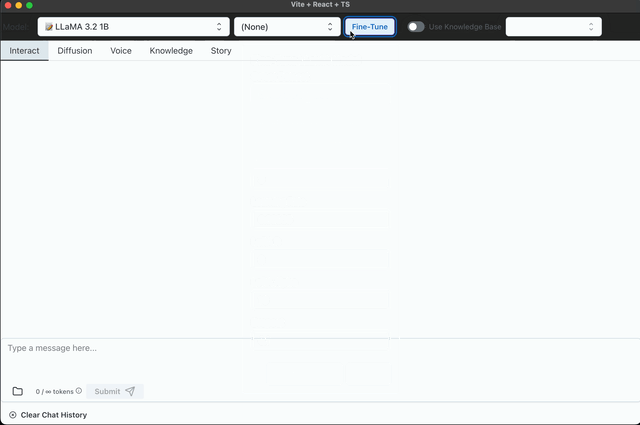 Vite + React + TS
Model LLaMA 3.2 1B (None) Fine-Tune Use Knowledge Base
Interact Diffusion Voice Knowledge Story
Type a message here...
0 / ∞ tokens Submit
Clear Chat History